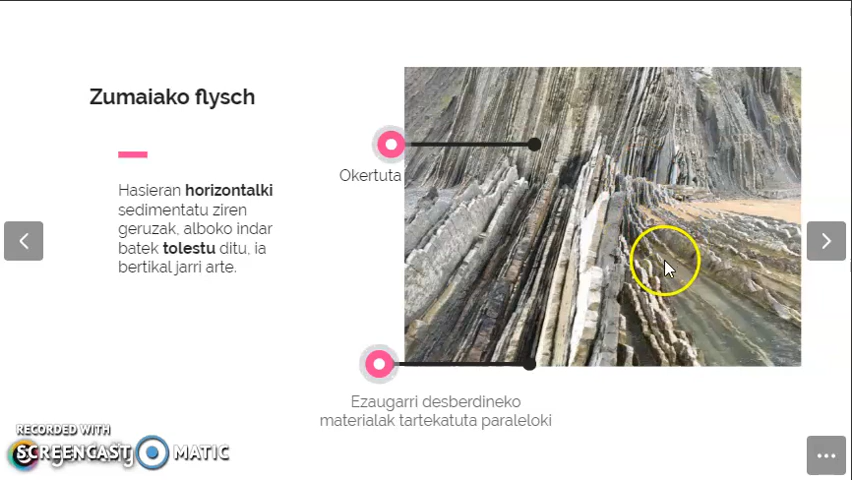 Zumaiako flysch
Hasieran horizontalki
sedimentatu ziren
geruzak, alboko indar
batek tolestu ditu, ia
bertikal jarri arte.
Okertuta
Ezaugarri desberdineko
materialak tartekatuta paraleloki
RECORDED WITH
SCREENCAST MATIC